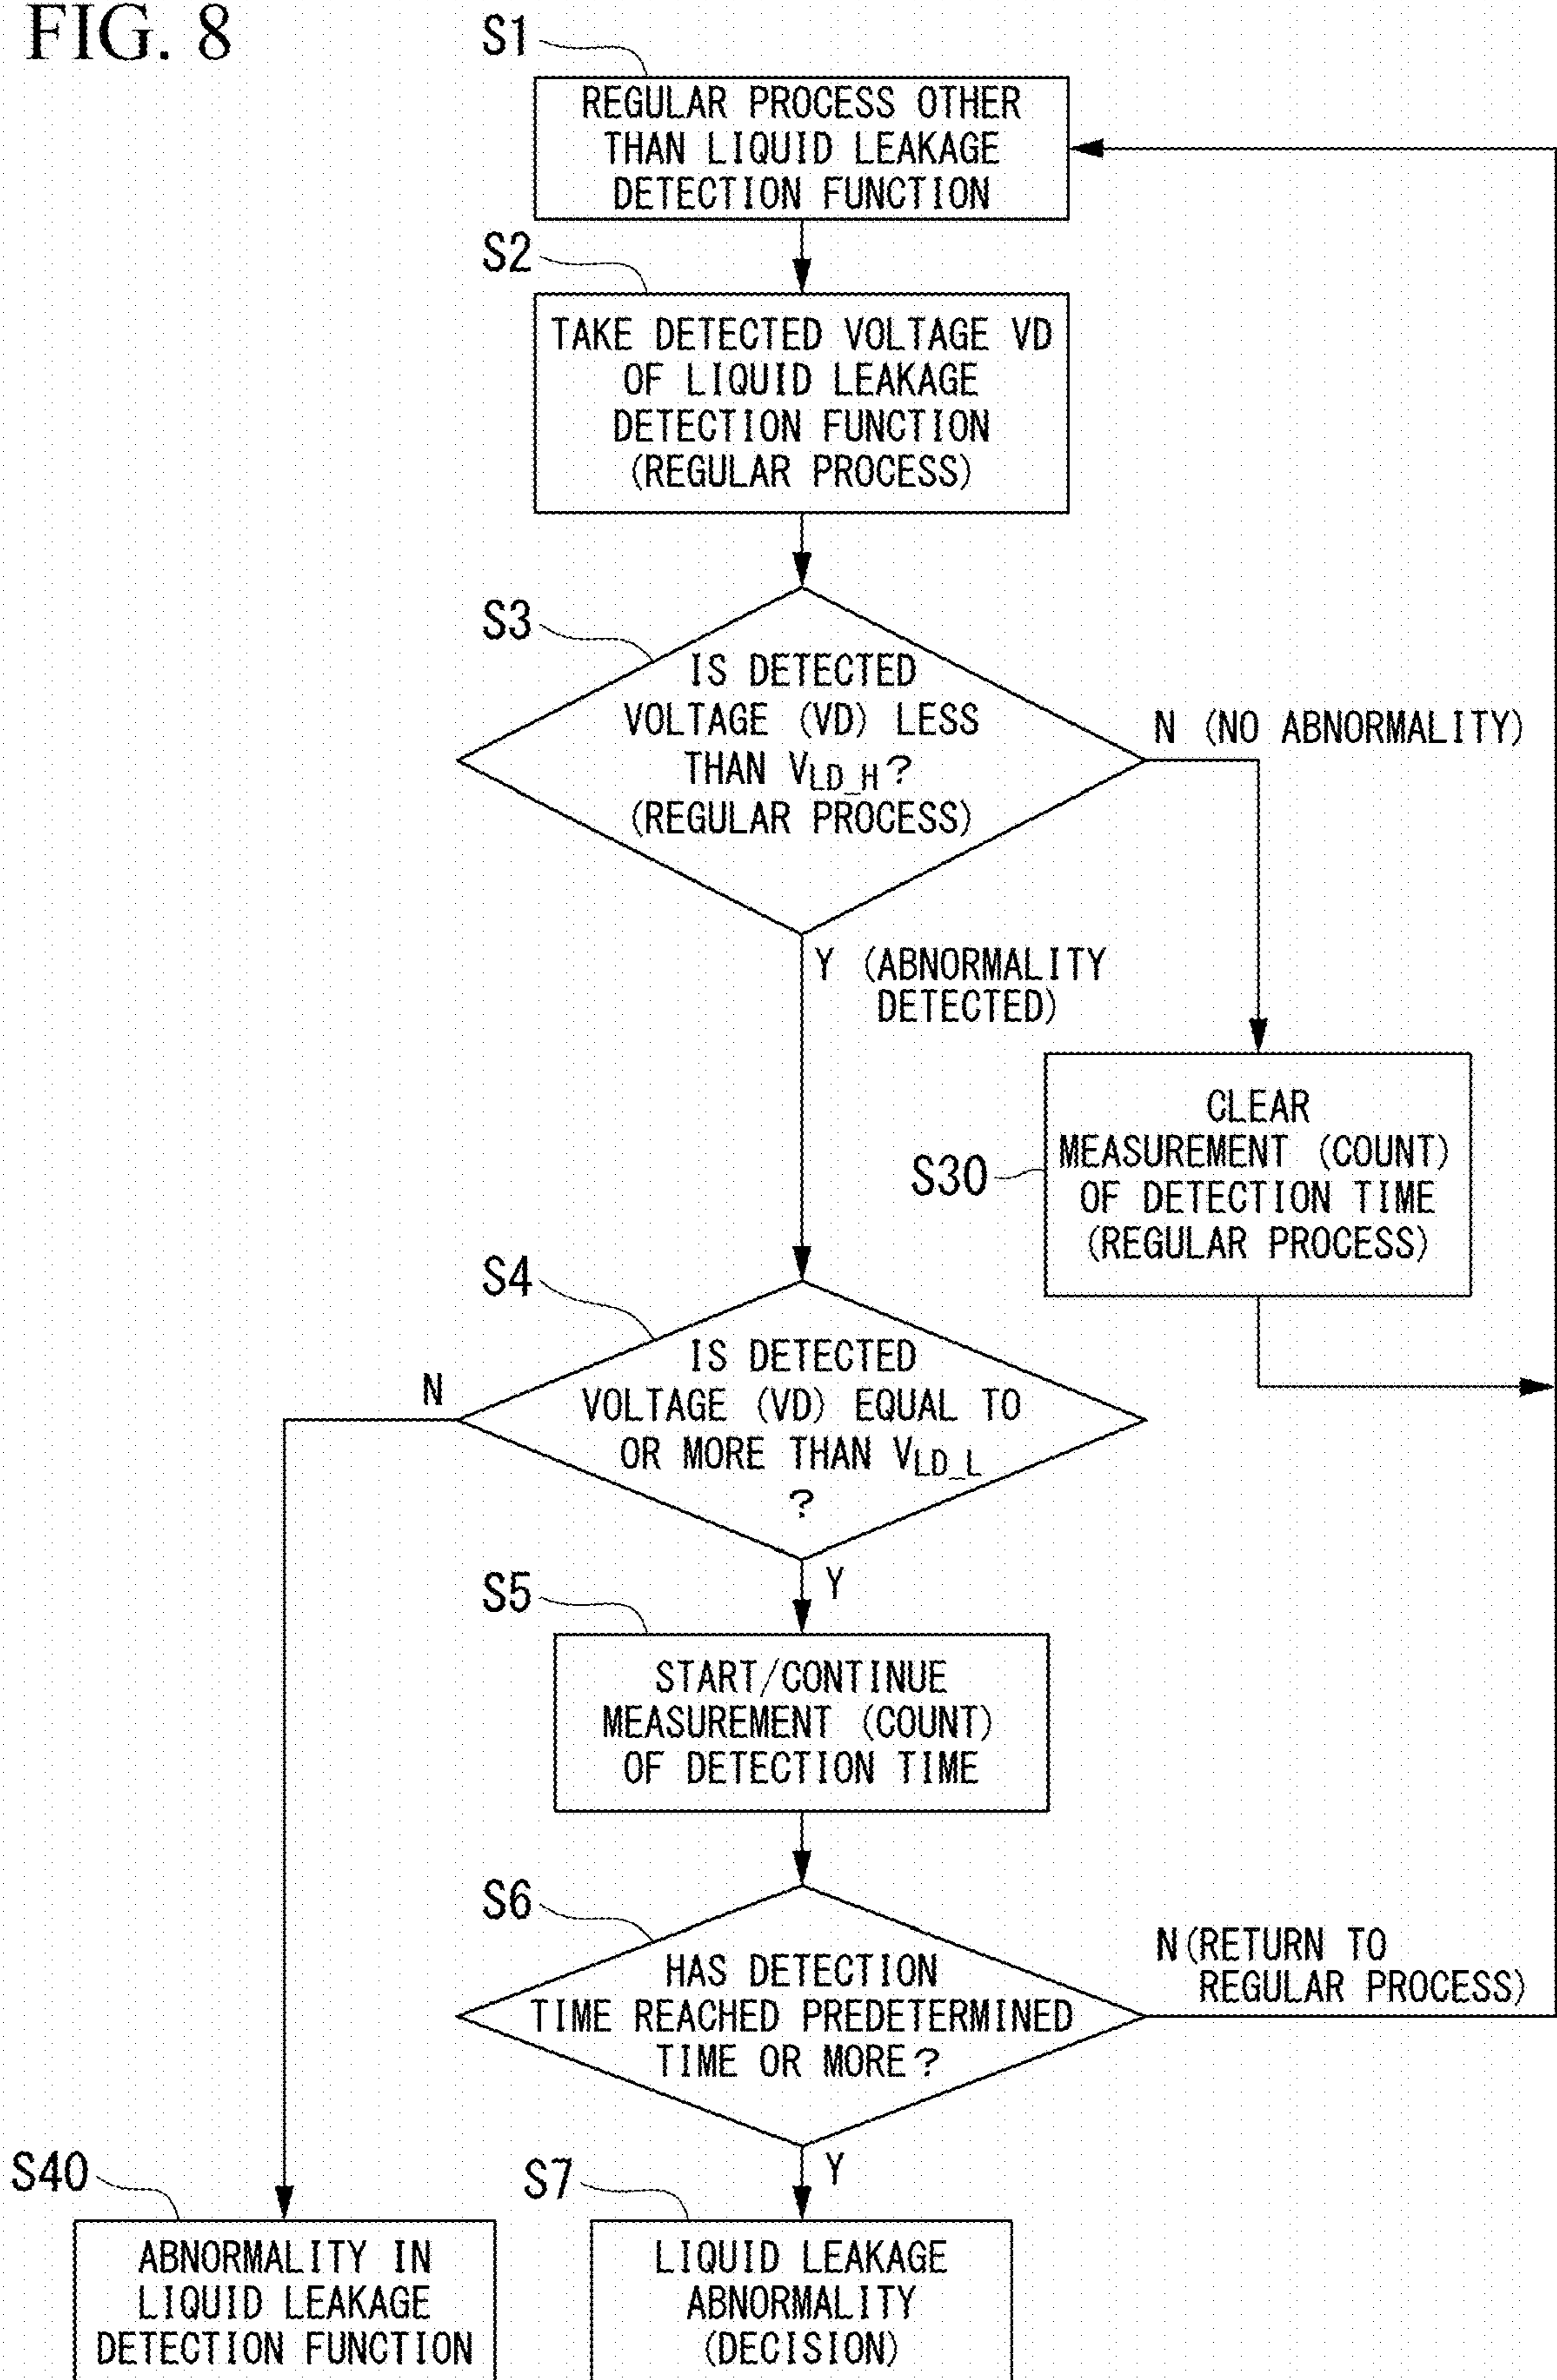 FIG. 8
S1
REGULAR PROCESS OTHER
THAN LIQUID LEAKAGE
DETECTION FUNCTION
S2
TAKE DETECTED VOLTAGE VD
OF LIQUID LEAKAGE
DETECTION FUNCTION
(REGULAR PROCESS)
S3
IS DETECTED
VOLTAGE (VD) LESS
THAN VLD_H?
(REGULAR PROCESS)
N (NO ABNORMALITY)
Y (ABNORMALITY
DETECTED)
S30
CLEAR
MEASUREMENT (COUNT)
OF DETECTION TIME
(REGULAR PROCESS)
S4
IS DETECTED
VOLTAGE (VD) EQUAL TO
OR MORE THAN VLD_L
?
N
Y
S5
START/CONTINUE
MEASUREMENT (COUNT)
OF DETECTION TIME
S6
HAS DETECTION
TIME REACHED PREDETERMINED
TIME OR MORE?
N(RETURN TO
REGULAR PROCESS)
Y
S40
ABNORMALITY IN
LIQUID LEAKAGE
DETECTION FUNCTION
S7
LIQUID LEAKAGE
ABNORMALITY
(DECISION)